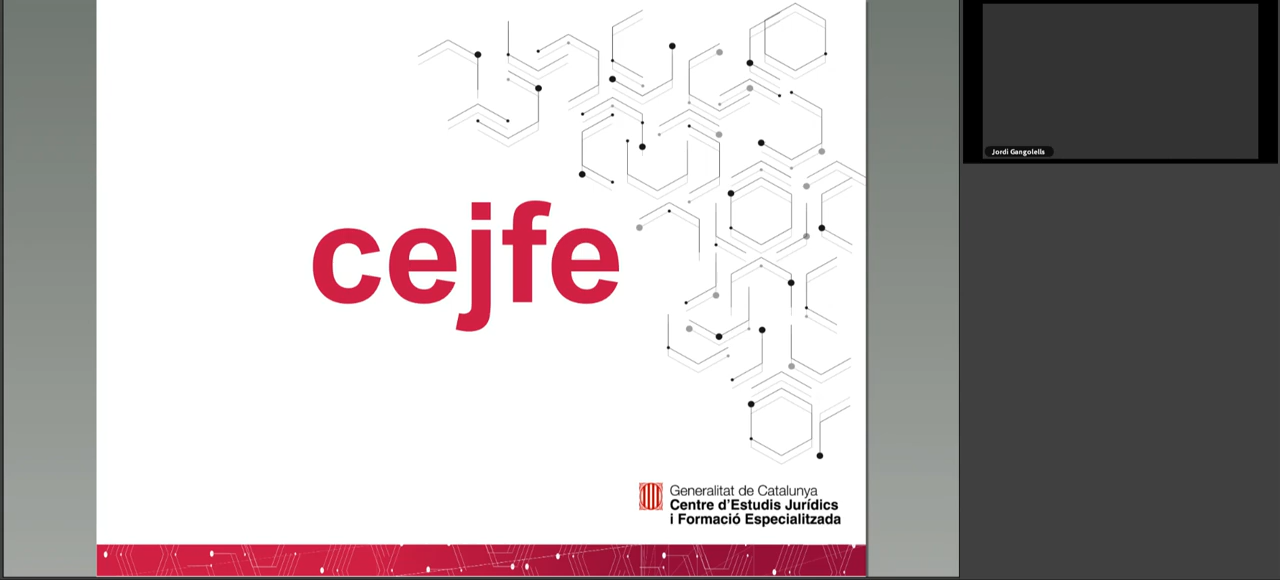 cejfe
Generalitat de Catalunya
Centre d'Estudis Jurídics
i Formació Especialitzada
Jordi Gangolells